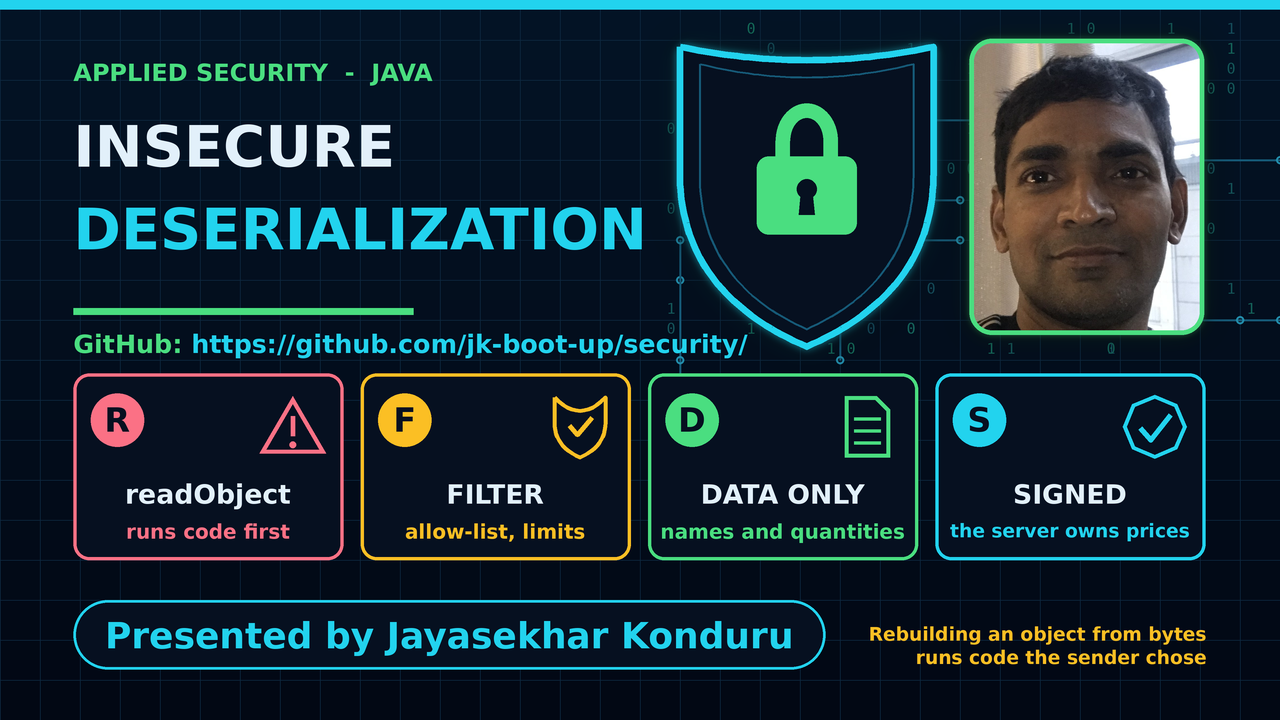 APPLIED SECURITY - JAVA
INSECURE
DESERIALIZATION
GitHub: https://github.com/jk-boot-up/security/
R
readObject
runs code first
F
FILTER
allow-list, limits
D
DATA ONLY
names and quantities
S
SIGNED
the server owns prices
Presented by Jayasekhar Konduru
Rebuilding an object from bytes
runs code the sender chose